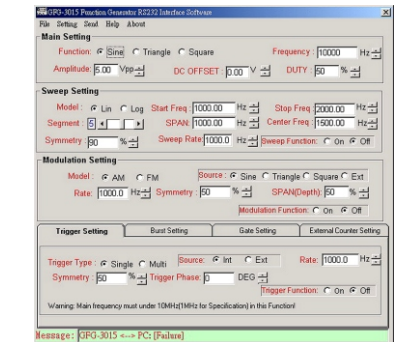 GFG-3015 Function Generator RS232 Interface Software
File Setting Send Help About
Main Setting
Function: Sine Triangle Square Frequency 10000 Hz
Amplitude: 5.00 Vpp DC OFFSET: 0.00 V DUTY: 50 %
Sweep Setting
Model: Lin Log Start Freq: 1000.00 Hz Stop Freq 2000.00 Hz
Segment: 5 SPAN: 1000.00 Hz Center Freq: 1500.00 Hz
Symmetry 90 % Sweep Rate: 1000.0 Hz Sweep Function: On Off
Modulation Setting
Model: AM FM Source: Sine Triangle Square Ext
Rate: 1000.0 Hz Symmetry: 50 % SPAN(Depth): 50 %
Modulation Function: On Off
Trigger Setting Burst Setting Gate Setting External Counter Setting
Trigger Type: Single Multi Source: Int Ext Rate: 1000.0 Hz
Symmetry: 50 % Trigger Phase: 0 DEG
Trigger Function: On Off
Warning: Main frequency must under 10MHz(1MHz for Specification) in this Function!
Message: GFG-3015 <--> PC: [Failure]